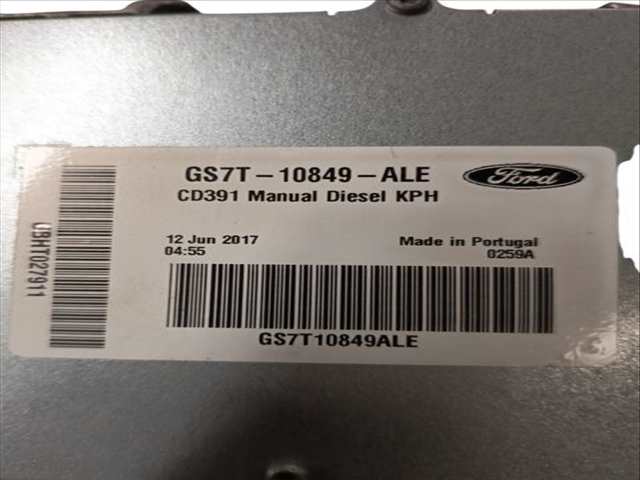 GS7T-10849-ALE
Ford
CD391 Manual Diesel KPH
12 Jun 2017
04:55
Made in Portugal
0259A
GS7T10849ALE
UBHT027911